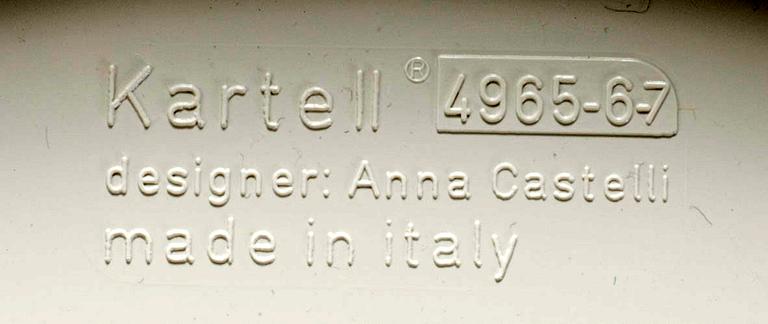 Kartell® 4965-6-7
designer: Anna Castelli
made in italy